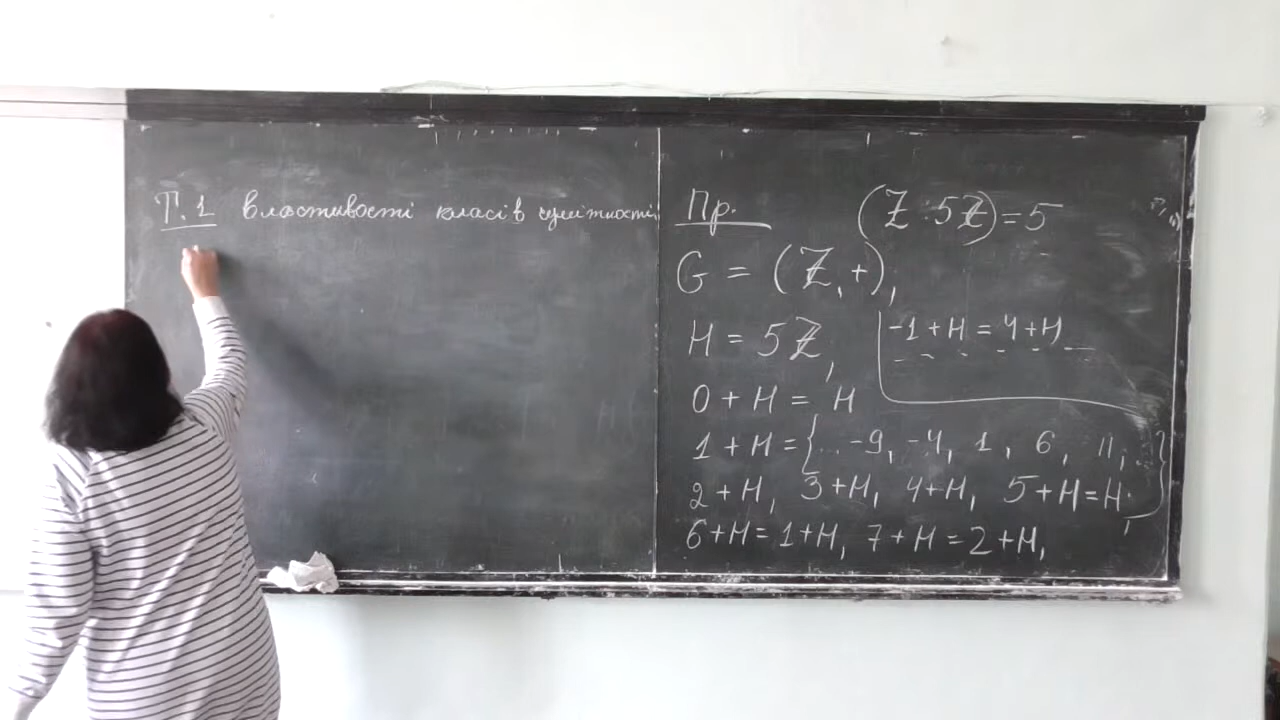 Т.1 Властивості класів суміжності.
Пр. (ℤ : 5ℤ) = 5
G = (ℤ, +),
H = 5ℤ,
-1 + H = 4 + H
0 + H = H
1 + H = {... -9, -4, 1, 6, 11, ...}
2 + H, 3 + H, 4 + H, 5 + H = H,
6 + H = 1 + H, 7 + H = 2 + H,